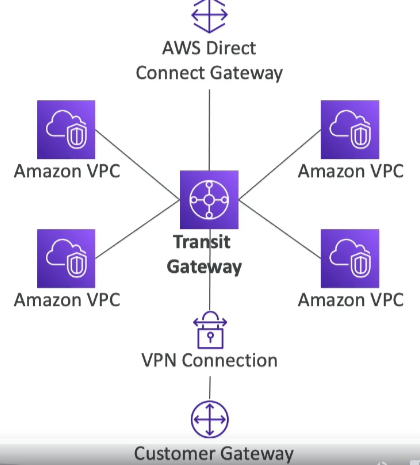 AWS Direct
Connect Gateway
Amazon VPC
Amazon VPC
Transit
Gateway
Amazon VPC
Amazon VPC
VPN Connection
Customer Gateway